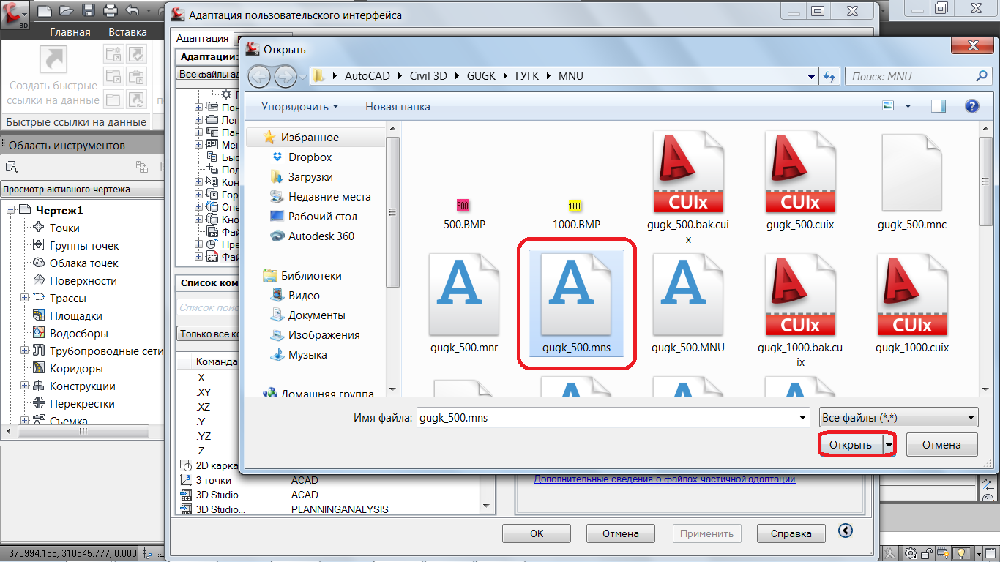 3D
Адаптация пользовательского интерфейса
Главная
Вставка
Создать быстрые
ссылки на данные
Быстрые ссылки на данные
Область инструментов
Просмотр активного чертежа
Чертеж1
Точки
Группы точек
Облака точек
Поверхности
Трассы
Площадки
Водосборы
Трубопроводные сети
Коридоры
Конструкции
Перекрестки
Съемка
370994.158, 310845.777, 0.000
Адаптация
Адаптации:
Все файлы ад
Пан
Лен
Пан
Мен
Быс
Под
Кон
Гор
Опе
Кно
Фай
Пре
Фай
Список ком
Список поис
Только все ко
Команда
.X
.XY
.XZ
.Y
.YZ
.Z
2D карка
3 точки ACAD
3D Studio... ACAD
3D Studio... PLANNINGANALYSIS
Открыть
AutoCAD
Civil 3D
GUGK
ГУГК
MNU
Поиск: MNU
Упорядочить
Новая папка
Избранное
Dropbox
Загрузки
Недавние места
Рабочий стол
Autodesk 360
Библиотеки
Видео
Документы
Изображения
Музыка
Домашняя группа
500
1000
CUIx
CUIx
500.BMP
1000.BMP
gugk_500.bak.cui
x
gugk_500.cuix
gugk_500.mnc
A
A
A
CUIx
CUIx
gugk_500.mnr
gugk_500.mns
gugk_500.MNU
gugk_1000.bak.cu
ix
gugk_1000.cuix
Имя файла:
gugk_500.mns
Все файлы (*.*)
Открыть
Отмена
Дополнительные сведения о файлах частичной адаптации
OK
Отмена
Применить
Справка